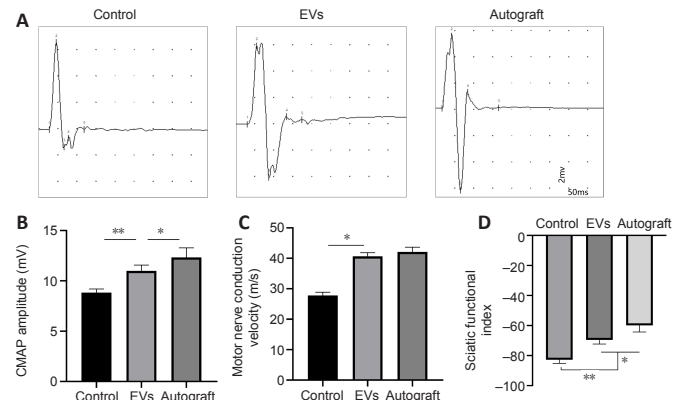 A
Control
EVs
Autograft
2mv
50ms
B
CMAP amplitude (mV)
15
10
5
0
**
*
Control EVs Autograft
C
Motor nerve conduction
velocity (m/s)
50
40
30
20
10
0
*
Control EVs Autograft
D
Control EVs Autograft
Sciatic functional
index
0
−20
−40
−60
−80
−100
*
**